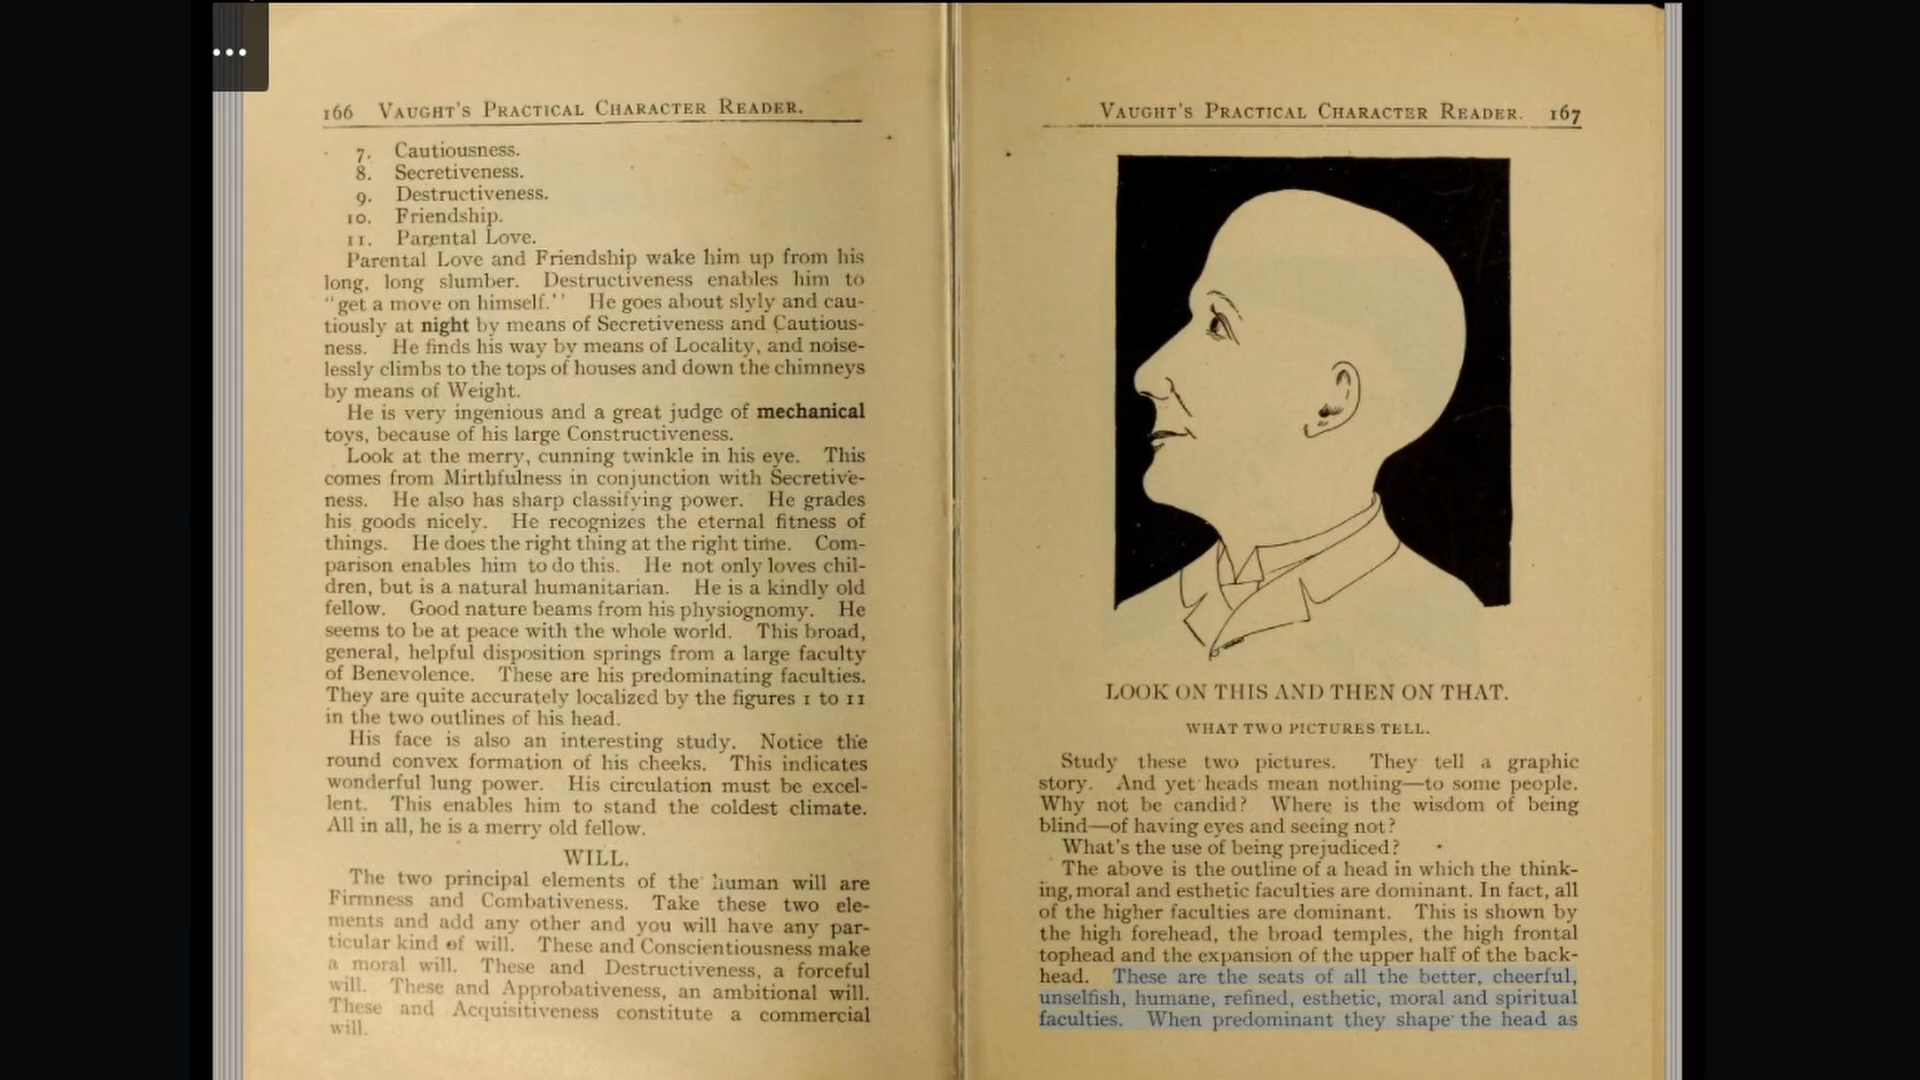 166 VAUGHT'S PRACTICAL CHARACTER READER.
7. Cautiousness.
8. Secretiveness.
9. Destructiveness.
10. Friendship.
11. Parental Love.
Parental Love and Friendship wake him up from his
long, long slumber. Destructiveness enables him to
"get a move on himself." He goes about slyly and cau-
tiously at night by means of Secretiveness and Cautious-
ness. He finds his way by means of Locality, and noise-
lessly climbs to the tops of houses and down the chimneys
by means of Weight.
He is very ingenious and a great judge of mechanical
toys, because of his large Constructiveness.
Look at the merry, cunning twinkle in his eye. This
comes from Mirthfulness in conjunction with Secretive-
ness. He also has sharp classifying power. He grades
his goods nicely. He recognizes the eternal fitness of
things. He does the right thing at the right time. Com-
parison enables him to do this. He not only loves chil-
dren, but is a natural humanitarian. He is a kindly old
fellow. Good nature beams from his physiognomy. He
seems to be at peace with the whole world. This broad,
general, helpful disposition springs from a large faculty
of Benevolence. These are his predominating faculties.
They are quite accurately localized by the figures 1 to 11
in the two outlines of his head.
His face is also an interesting study. Notice the
round convex formation of his cheeks. This indicates
wonderful lung power. His circulation must be excel-
lent. This enables him to stand the coldest climate.
All in all, he is a merry old fellow.
WILL.
The two principal elements of the human will are
Firmness and Combativeness. Take these two ele-
ments and add any other and you will have any par-
ticular kind of will. These and Conscientiousness make
a moral will. These and Destructiveness, a forceful
will. These and Approbativeness, an ambitional will.
These and Acquisitiveness constitute a commercial
will.
VAUGHT'S PRACTICAL CHARACTER READER. 167
LOOK ON THIS AND THEN ON THAT.
WHAT TWO PICTURES TELL.
Study these two pictures. They tell a graphic
story. And yet heads mean nothing—to some people.
Why not be candid? Where is the wisdom of being
blind—of having eyes and seeing not?
What's the use of being prejudiced?
The above is the outline of a head in which the think-
ing, moral and esthetic faculties are dominant. In fact, all
of the higher faculties are dominant. This is shown by
the high forehead, the broad temples, the high frontal
tophead and the expansion of the upper half of the back-
head. These are the seats of all the better, cheerful,
unselfish, humane, refined, esthetic, moral and spiritual
faculties. When predominant they shape the head as